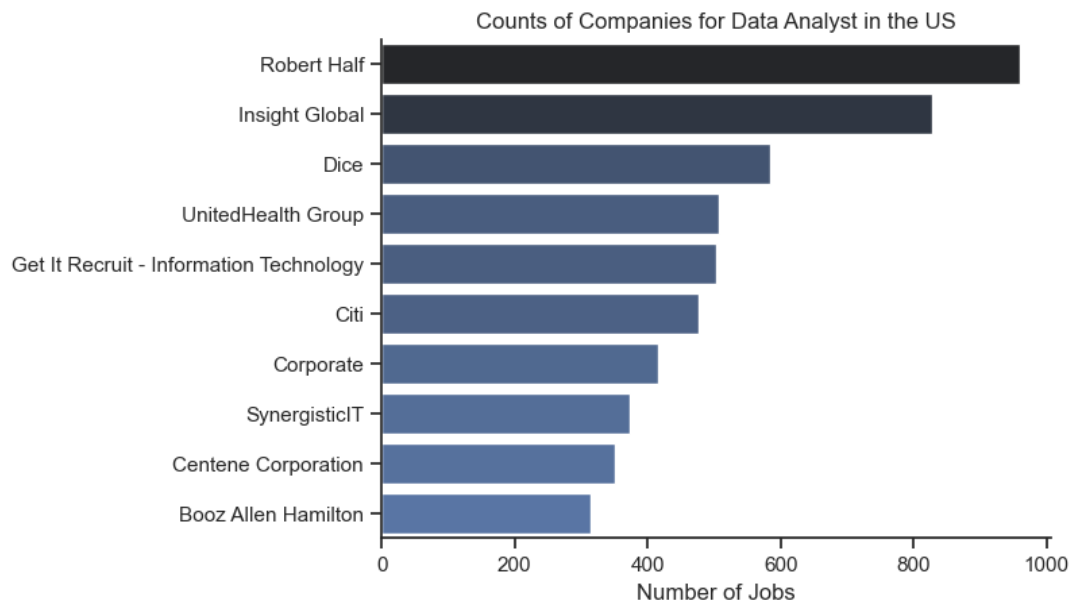 Counts of Companies for Data Analyst in the US
Robert Half
Insight Global
Dice
UnitedHealth Group
Get It Recruit - Information Technology
Citi
Corporate
SynergisticIT
Centene Corporation
Booz Allen Hamilton
0 200 400 600 800 1000
Number of Jobs